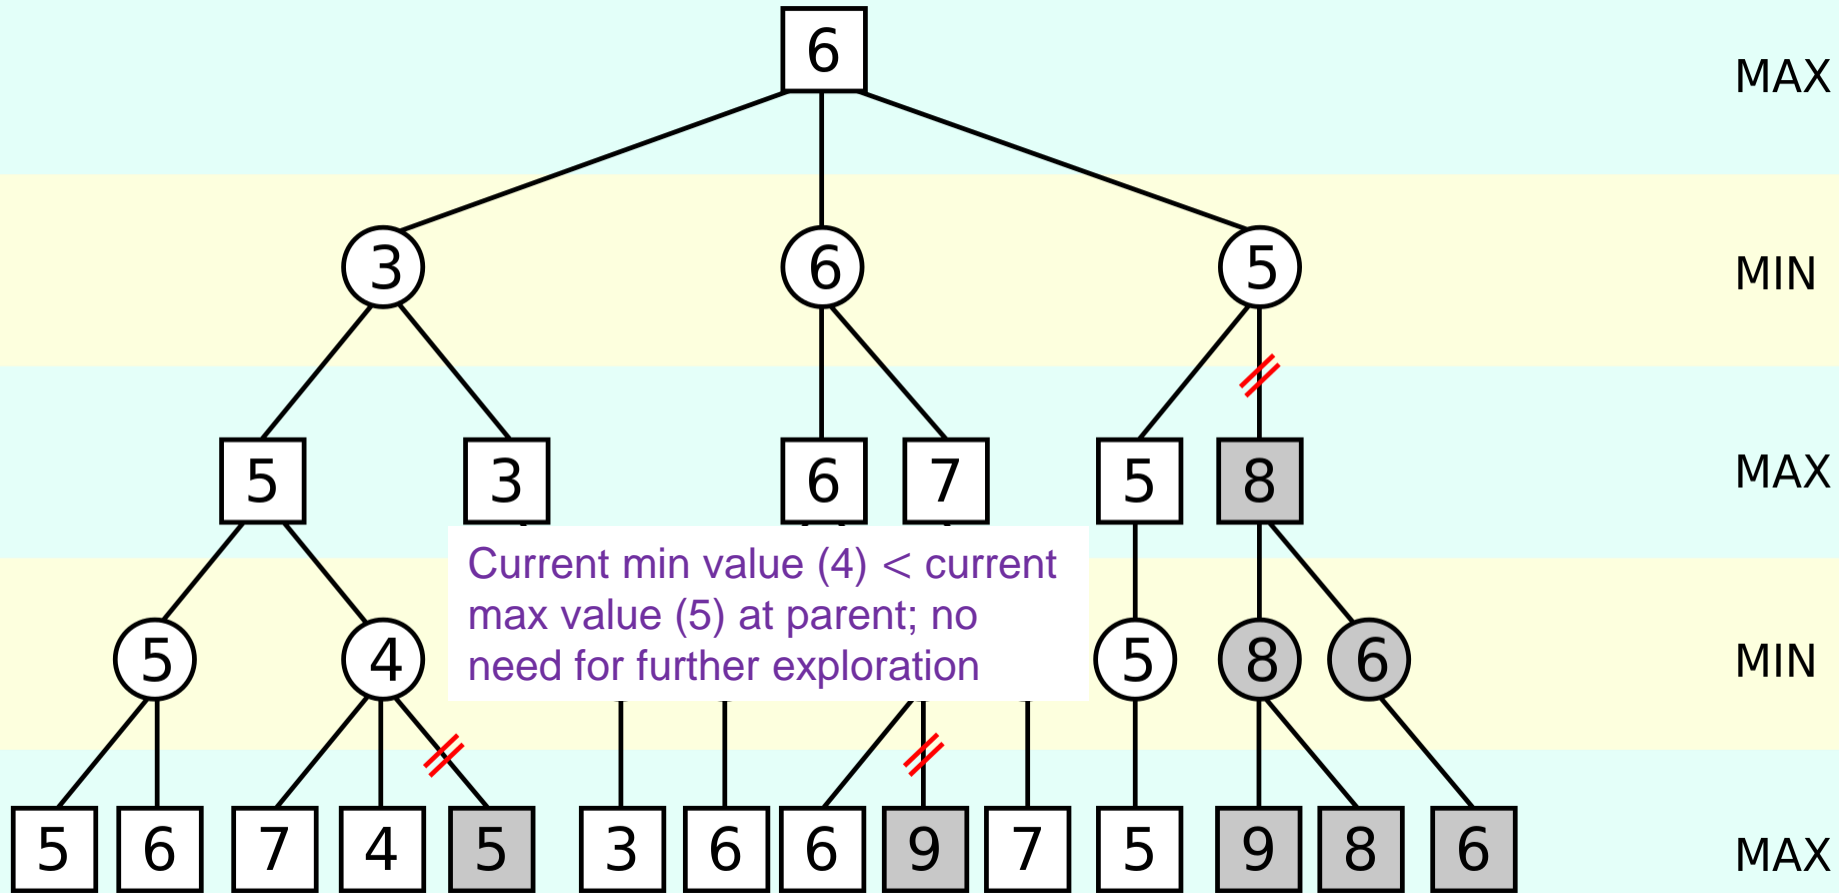 6 MAX
3 6 5 MIN
5 3 6 7 5 8 MAX
Current min value (4) < current
max value (5) at parent; no
need for further exploration
5 4 5 8 6 MIN
5 6 7 4 5 3 6 6 9 7 5 9 8 6 MAX